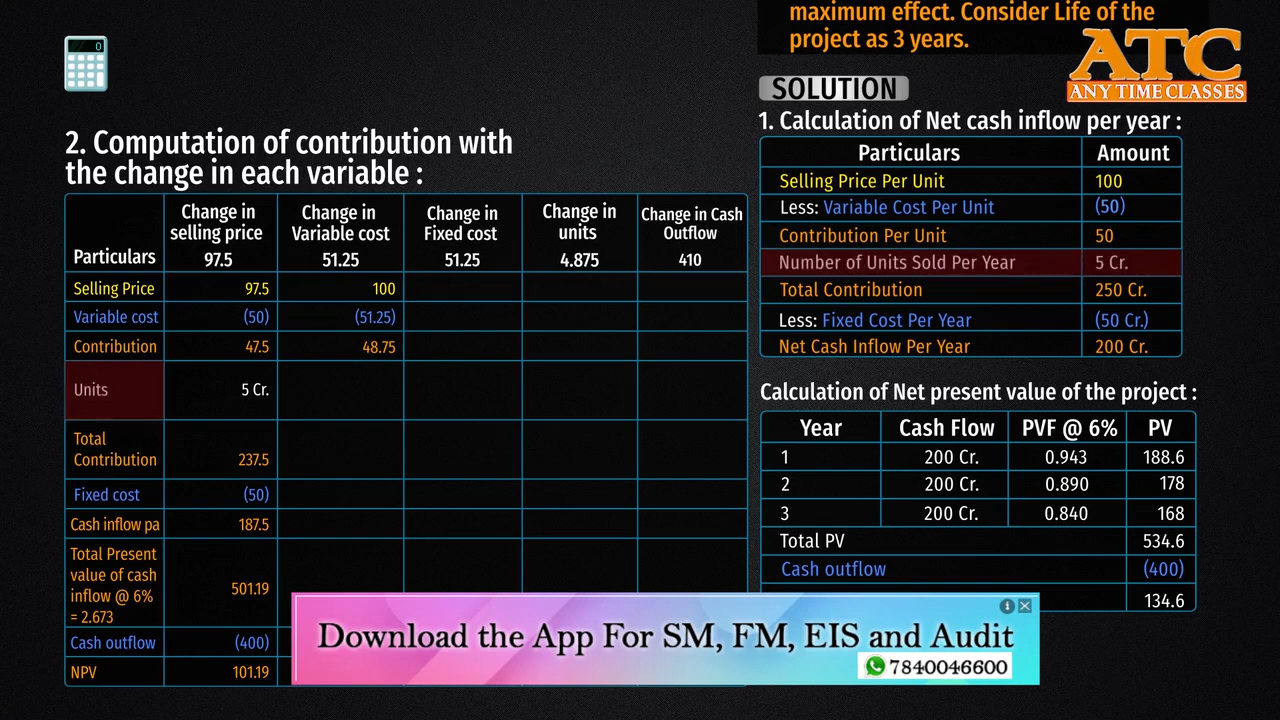 maximum effect. Consider Life of the
project as 3 years.
ATC
ANY TIME CLASSES
0
SOLUTION
1. Calculation of Net cash inflow per year :
Particulars Amount
Selling Price Per Unit 100
Less: Variable Cost Per Unit (50)
Contribution Per Unit 50
Number of Units Sold Per Year 5 Cr.
Total Contribution 250 Cr.
Less: Fixed Cost Per Year (50 Cr.)
Net Cash Inflow Per Year 200 Cr.
Calculation of Net present value of the project :
Year Cash Flow PVF @ 6% PV
1 200 Cr. 0.943 188.6
2 200 Cr. 0.890 178
3 200 Cr. 0.840 168
Total PV 534.6
Cash outflow (400)
134.6
2. Computation of contribution with
the change in each variable :
Particulars
Change in
selling price
97.5
Change in
Variable cost
51.25
Change in
Fixed cost
51.25
Change in
units
4.875
Change in Cash
Outflow
410
Selling Price 97.5 100
Variable cost (50) (51.25)
Contribution 47.5 48.75
Units 5 Cr.
Total
Contribution 237.5
Fixed cost (50)
Cash inflow pa 187.5
Total Present
value of cash
inflow @ 6%
= 2.673
501.19
Cash outflow (400)
NPV 101.19
Download the App For SM, FM, EIS and Audit
7840046600